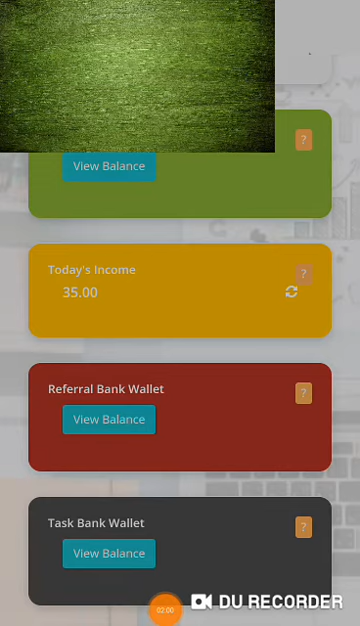 ?
View Balance
Today's Income
?
35.00
Referral Bank Wallet
?
View Balance
Task Bank Wallet
?
View Balance
02:00
DU RECORDER